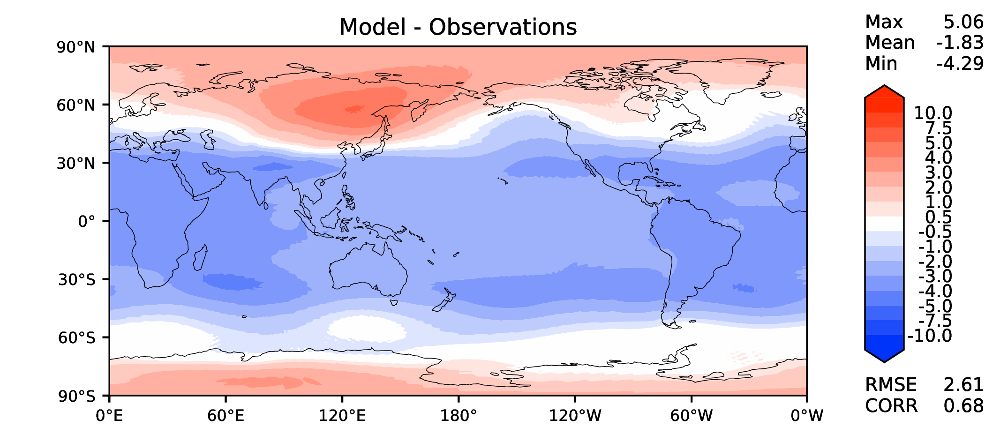 Model - Observations
Max 5.06
Mean -1.83
Min -4.29
90°N
60°N
30°N
0°
30°S
60°S
90°S
0°E 60°E 120°E 180° 120°W 60°W 0°W
10.0
7.5
5.0
4.0
3.0
2.0
1.0
0.5
-0.5
-1.0
-2.0
-3.0
-4.0
-5.0
-7.5
-10.0
RMSE 2.61
CORR 0.68